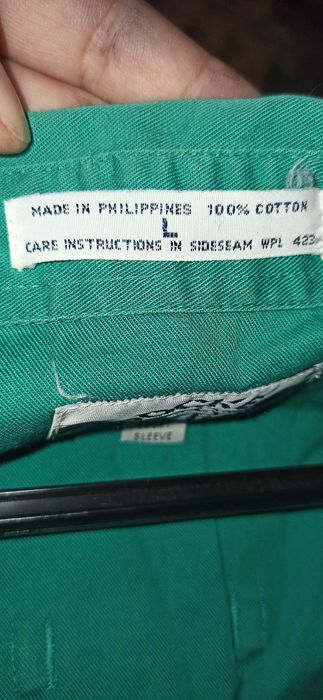 MADE IN PHILIPPINES 100% COTTON
L
CARE INSTRUCTIONS IN SIDESEAM WPL 423
SLEEVE